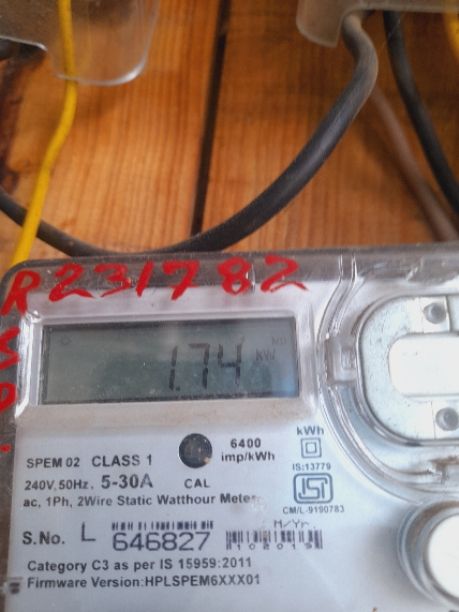 R231782
MD
1.74 kW
6400
imp/kWh
kWh
IS:13779
SPEM 02 CLASS 1
240V, 50Hz. 5-30A
CAL
ac, 1Ph, 2Wire Static Watthour Meter
ISI
CM/L-9190783
M/Yr.
S.No. L 646827
Category C3 as per IS 15959:2011
Firmware Version:HPLSPEM6XXX01